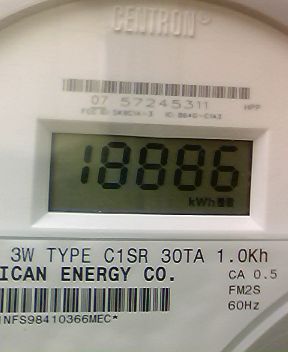 CENTRON®
07 57245311
HPP
18886
kWh
3W TYPE C1SR 30TA 1.0Kh
ICAN ENERGY CO.
CA 0.5
FM2S
60Hz
INFS98410366MEC*